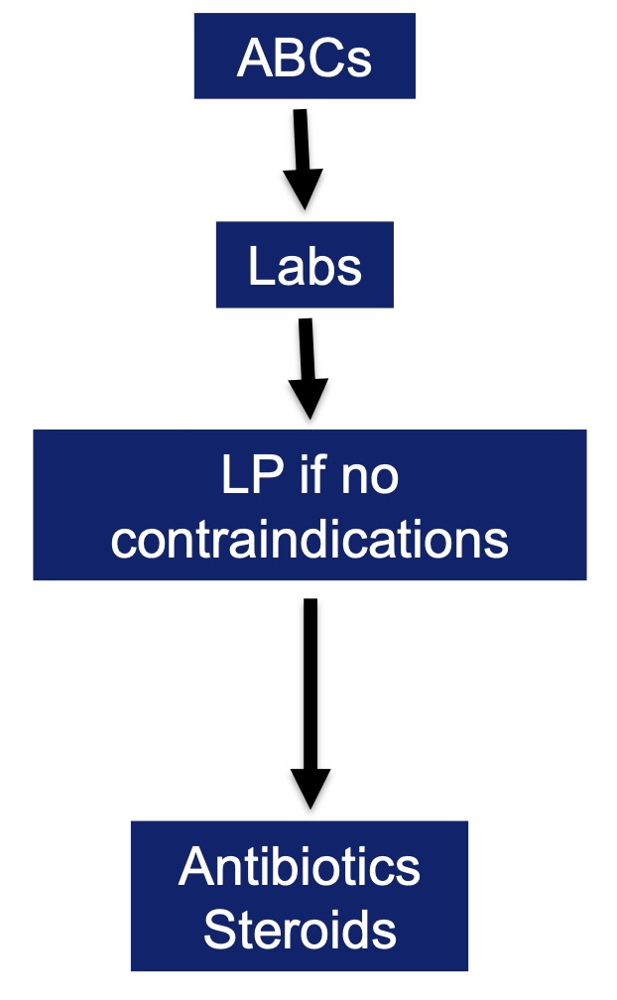 ABCs
Labs
LP if no
contraindications
Antibiotics
Steroids